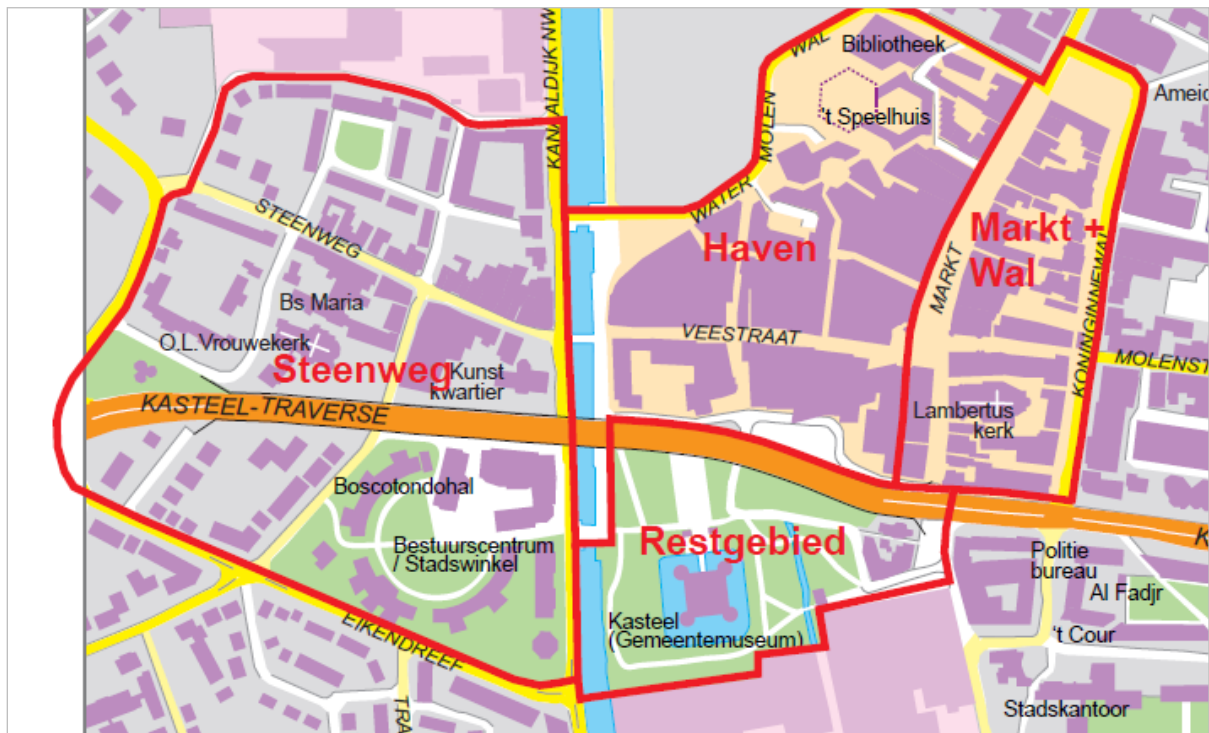 KANAALDIJK NW
WAL
Bibliotheek
't Speelhuis
MOLEN
WATER
Ameid
STEENWEG
Haven
Markt +
Wal
MARKT
KONINGINNEWAL
Bs Maria
O.L.Vrouwekerk
Steenweg
Kunst
kwartier
VEESTRAAT
MOLENST
KASTEEL-TRAVERSE
Lambertus
kerk
Boscotondohal
Bestuurscentrum
/ Stadswinkel
Restgebied
K
Politie
bureau
Al Fadjr
Kasteel
(Gemeentemuseum)
't Cour
EIKENDREEF
TRA
Stadskantoor